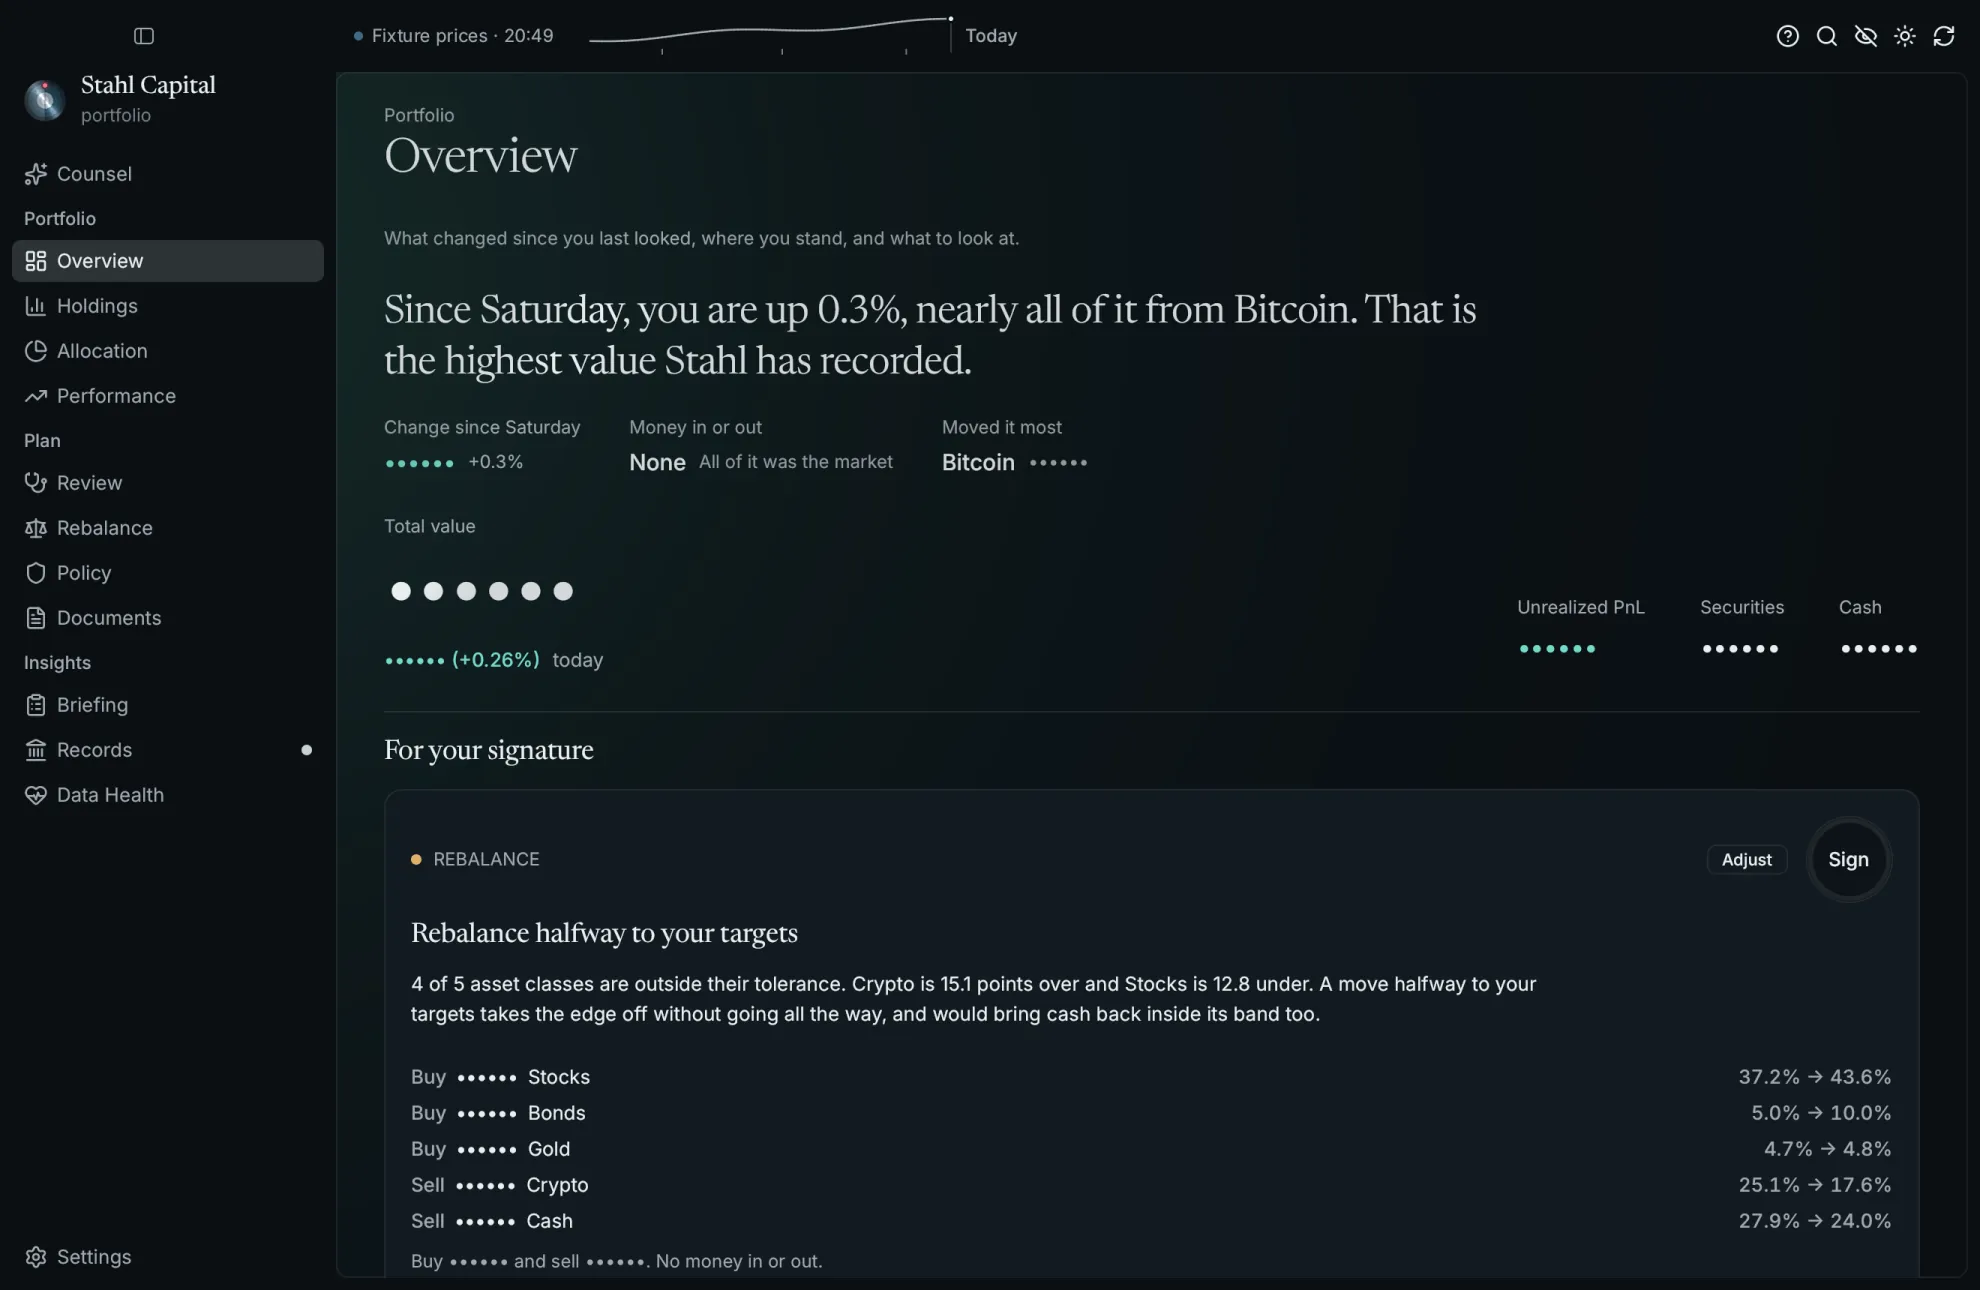 Fixture prices · 20:49
Today
Stahl Capital
portfolio
Counsel
Portfolio
Overview
Holdings
Allocation
Performance
Plan
Review
Rebalance
Policy
Documents
Insights
Briefing
Records
Data Health
Settings
Portfolio
Overview
What changed since you last looked, where you stand, and what to look at.
Since Saturday, you are up 0.3%, nearly all of it from Bitcoin. That is
the highest value Stahl has recorded.
Change since Saturday
•••••• +0.3%
Money in or out
None All of it was the market
Moved it most
Bitcoin ••••••
Total value
••••••
•••••• (+0.26%) today
Unrealized PnL
••••••
Securities
••••••
Cash
••••••
For your signature
REBALANCE
Adjust
Sign
Rebalance halfway to your targets
4 of 5 asset classes are outside their tolerance. Crypto is 15.1 points over and Stocks is 12.8 under. A move halfway to your
targets takes the edge off without going all the way, and would bring cash back inside its band too.
Buy •••••• Stocks 37.2% → 43.6%
Buy •••••• Bonds 5.0% → 10.0%
Buy •••••• Gold 4.7% → 4.8%
Sell •••••• Crypto 25.1% → 17.6%
Sell •••••• Cash 27.9% → 24.0%
Buy •••••• and sell ••••••. No money in or out.